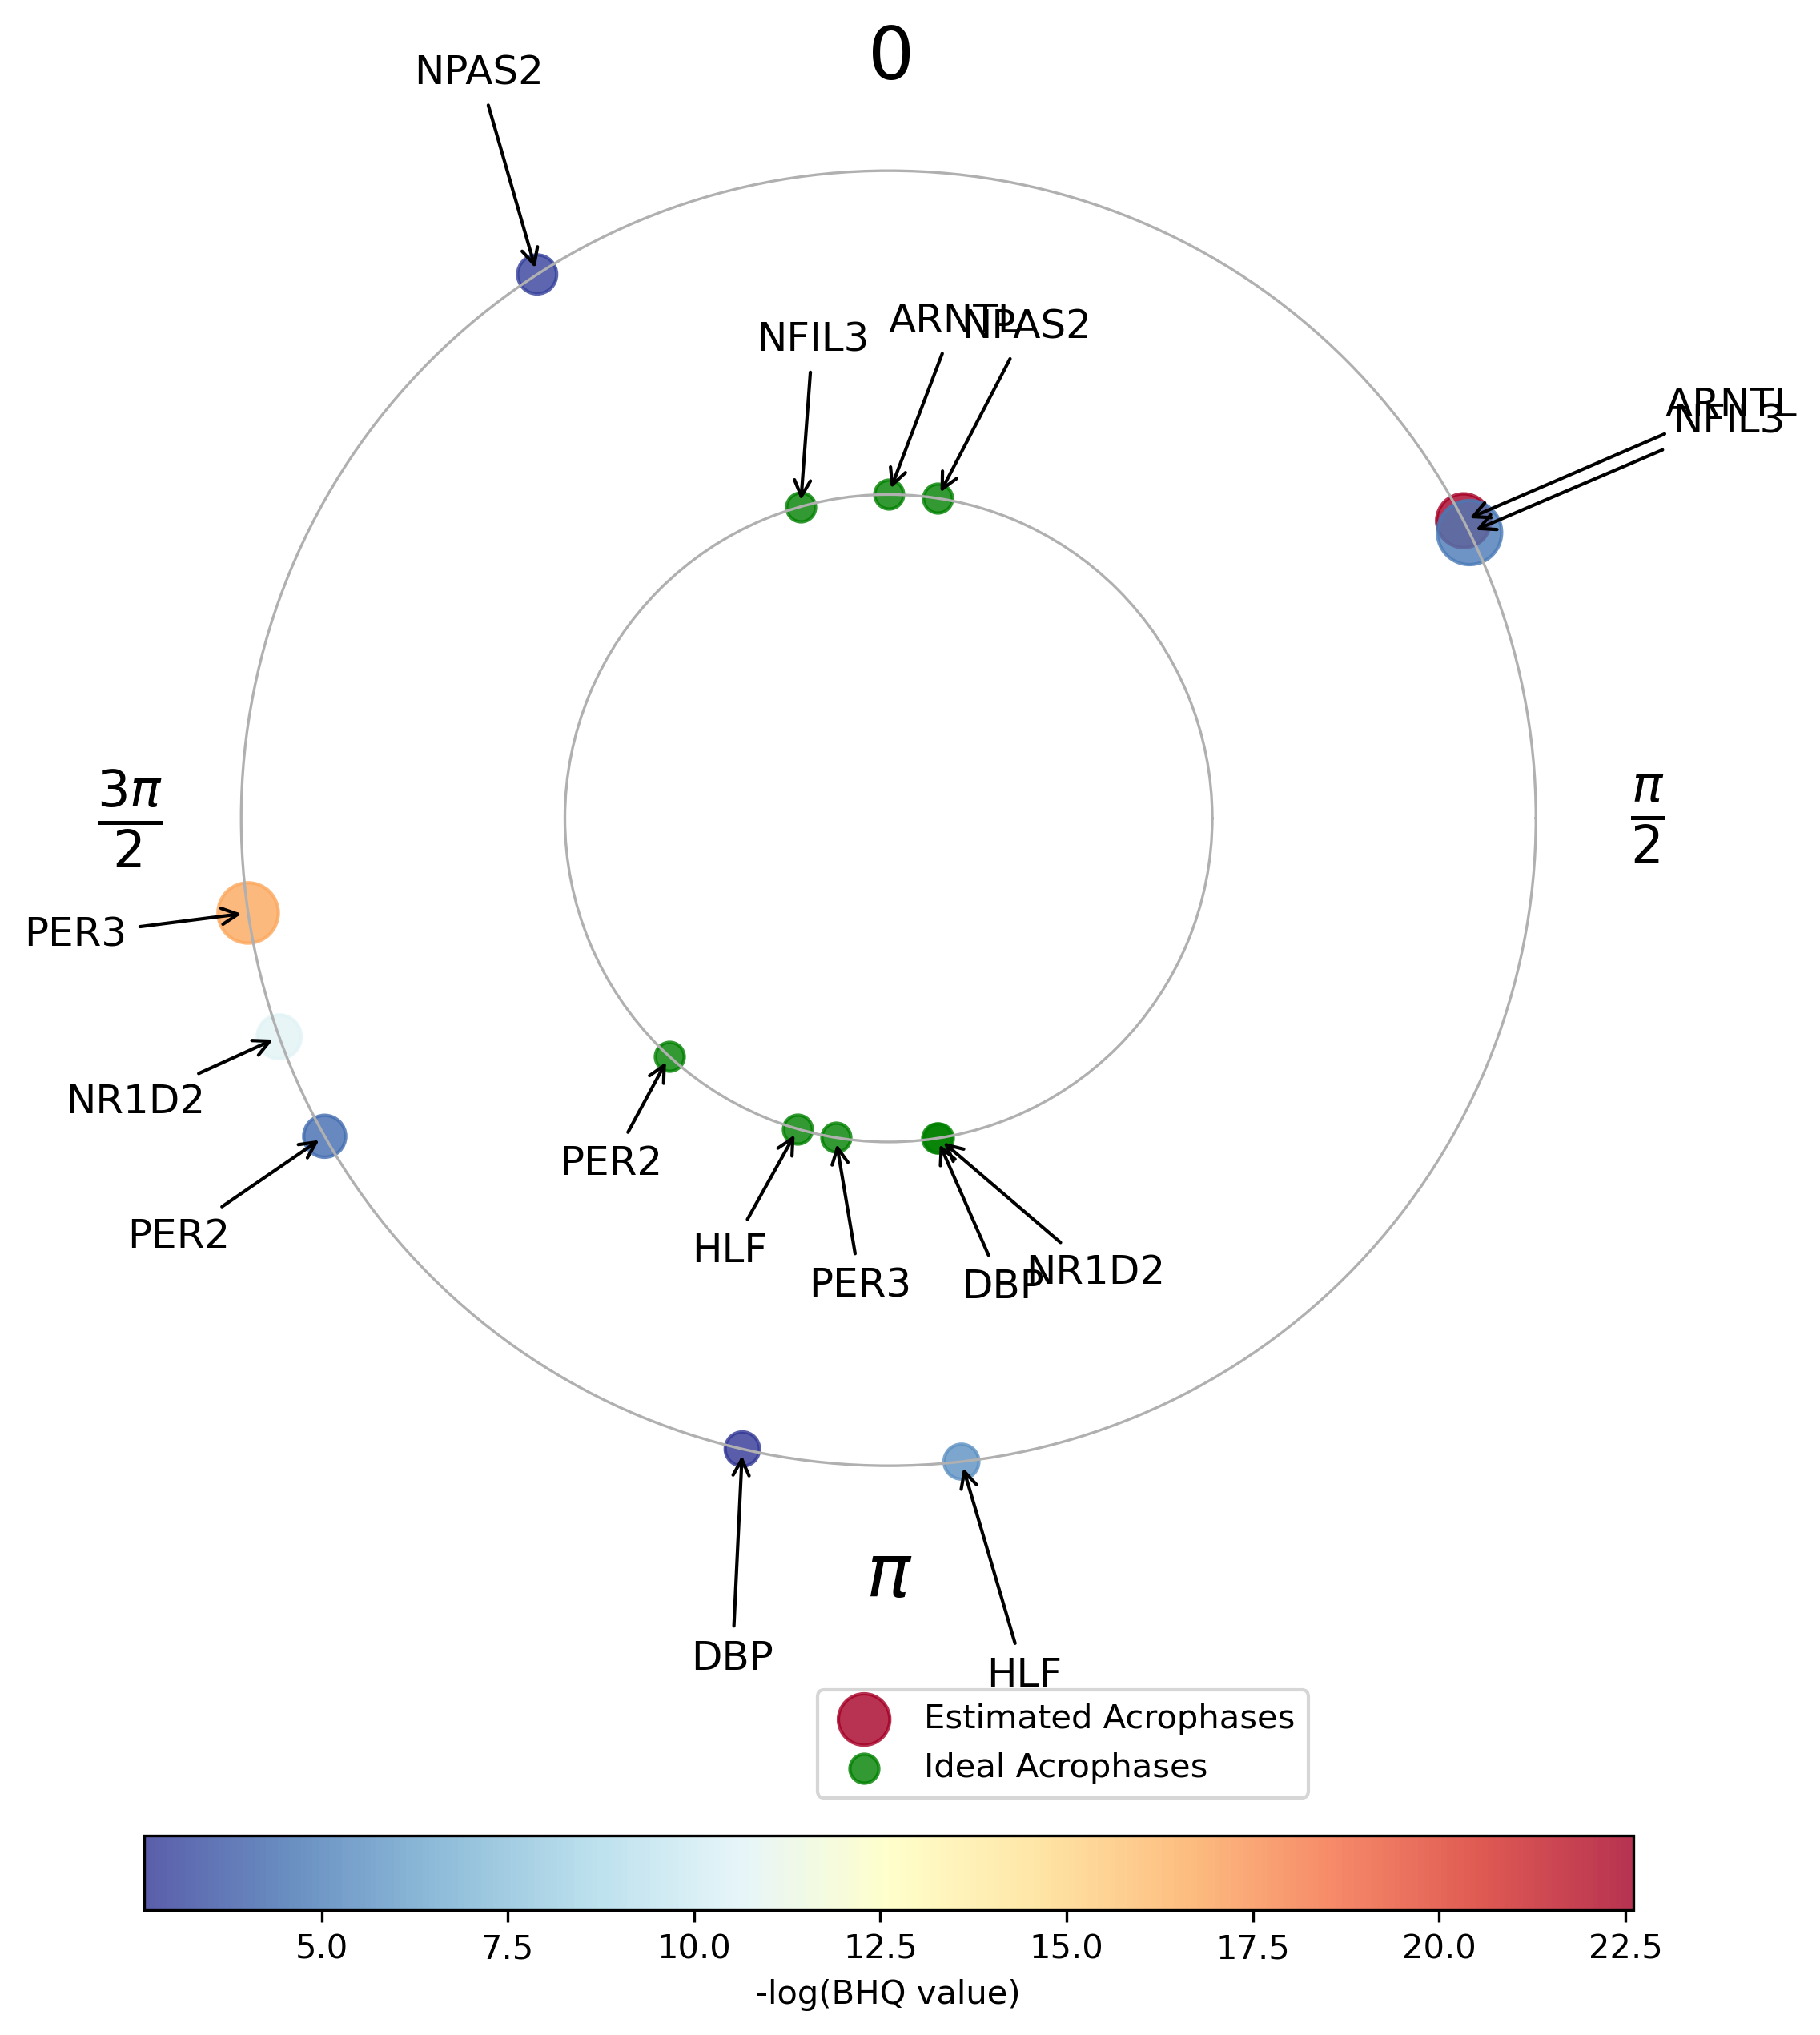 0
NPAS2
NFIL3
ARNTL
NPAS2
ARNTL
NFIL3
3π
2
π
2
PER3
NR1D2
PER2
PER2
HLF
PER3
DBP
NR1D2
π
DBP
HLF
Estimated Acrophases
Ideal Acrophases
5.0 7.5 10.0 12.5 15.0 17.5 20.0 22.5
-log(BHQ value)